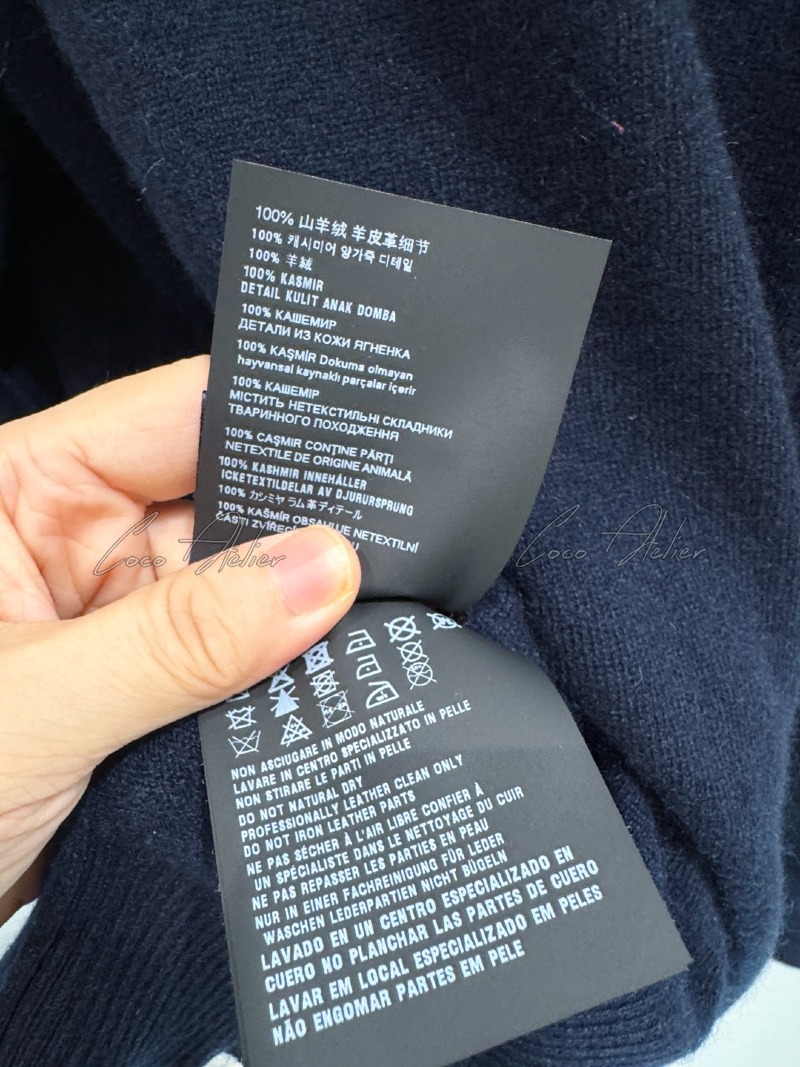 100% 山羊绒 羊皮革细节
100% 캐시미어 양가죽 디테일
100% 羊絨
100% KASMIR
DETAIL KULIT ANAK DOMBA
100% КАШЕМИР
ДЕТАЛИ ИЗ КОЖИ ЯГНЕНКА
100% KAŞMİR Dokuma olmayan
hayvansal kaynaklı parçalar içerir
100% КАШЕМІР
МІСТИТЬ НЕТЕКСТИЛЬНІ СКЛАДНИКИ
ТВАРИННОГО ПОХОДЖЕННЯ
100% CAŞMIR CONŢINE PĂRŢI
NETEXTILE DE ORIGINE ANIMALĂ
100% KASHMIR INNEHÅLLER
ICKETEXTILDELAR AV DJURURSPRUNG
100% カシミヤ ラム革ディテール
100% KAŠMÍR OBSAHUJE NETEXTILNÍ
ČÁSTI
Coco Atelier
Coco Atelier
NON ASCIUGARE IN MODO NATURALE
LAVARE IN CENTRO SPECIALIZZATO IN PELLE
NON STIRARE LE PARTI IN PELLE
DO NOT NATURAL DRY
PROFESSIONALLY LEATHER CLEAN ONLY
DO NOT IRON LEATHER PARTS
NE PAS SÉCHER À L'AIR LIBRE CONFIER À
UN SPÉCIALISTE DANS LE NETTOYAGE DU CUIR
NE PAS REPASSER LES PARTIES EN PEAU
NUR IN EINER FACHREINIGUNG FÜR LEDER
WASCHEN LEDERPARTIEN NICHT BÜGELN
LAVADO EN UN CENTRO ESPECIALIZADO EN
CUERO NO PLANCHAR LAS PARTES DE CUERO
LAVAR EM LOCAL ESPECIALIZADO EM PELES
NÃO ENGOMAR PARTES EM PELE